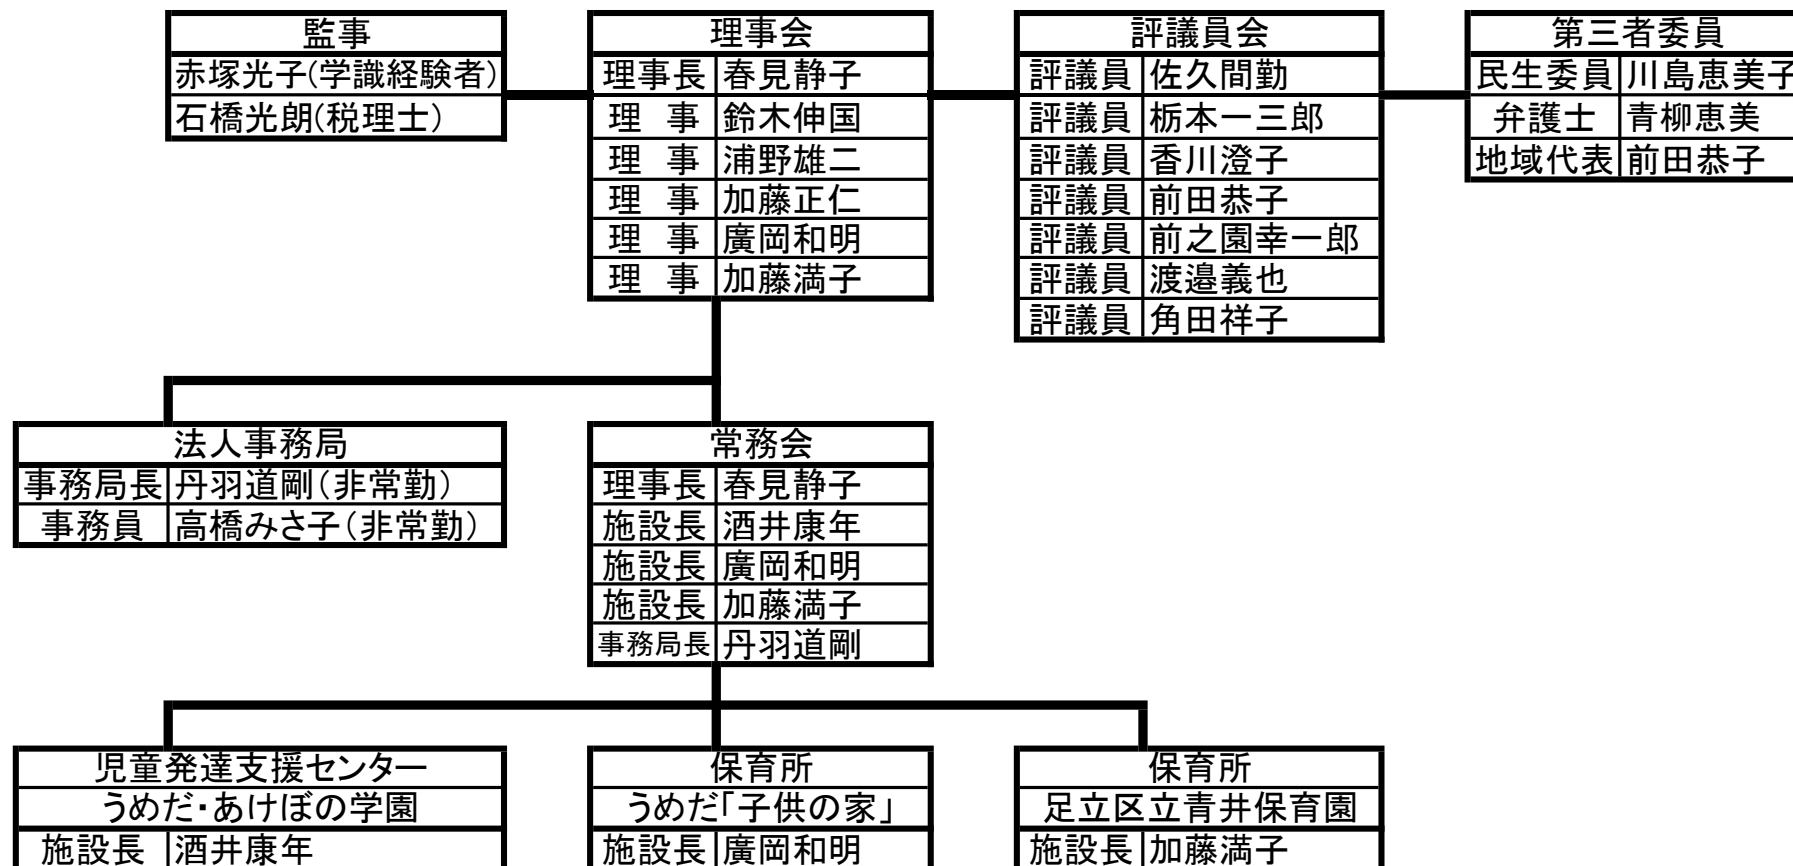 監事
赤塚光子(学識経験者)
石橋光朗(税理士)
理事会
理事長 春見静子
理 事 鈴木伸国
理 事 浦野雄二
理 事 加藤正仁
理 事 廣岡和明
理 事 加藤満子
評議員会
評議員 佐久間勤
評議員 栃本一三郎
評議員 香川澄子
評議員 前田恭子
評議員 前之園幸一郎
評議員 渡邉義也
評議員 角田祥子
第三者委員
民生委員 川島恵美子
弁護士 青柳恵美
地域代表 前田恭子
法人事務局
事務局長 丹羽道剛(非常勤)
事務員 高橋みさ子(非常勤)
常務会
理事長 春見静子
施設長 酒井康年
施設長 廣岡和明
施設長 加藤満子
事務局長 丹羽道剛
児童発達支援センター
うめだ・あけぼの学園
施設長 酒井康年
保育所
うめだ「子供の家」
施設長 廣岡和明
保育所
足立区立青井保育園
施設長 加藤満子